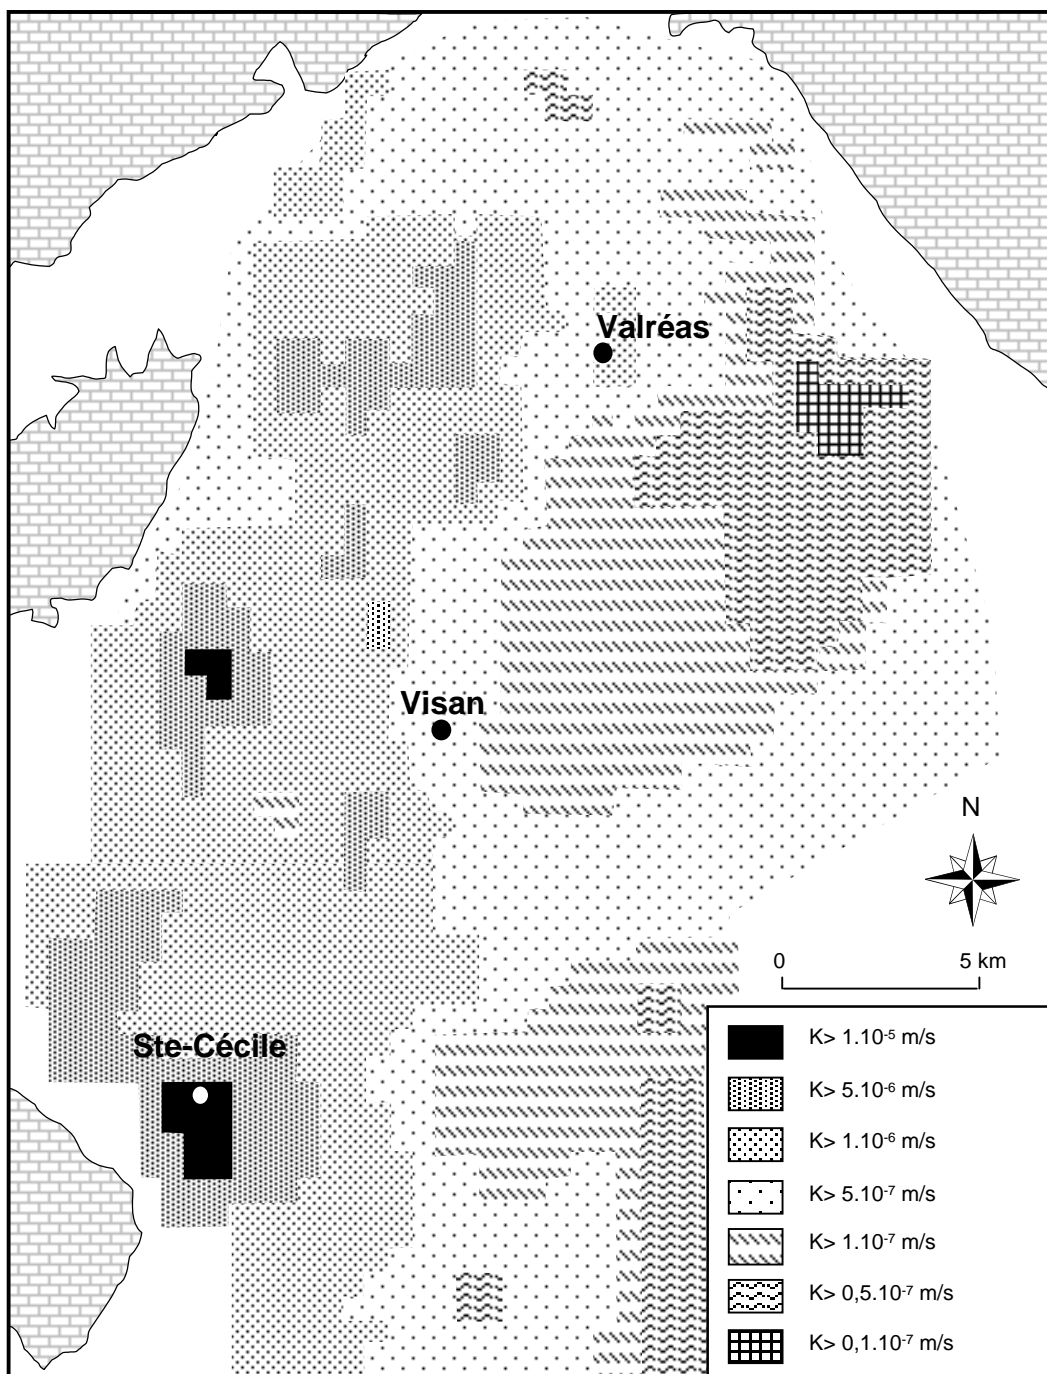 Valréas
Visan
N
0 5 km
Ste-Cécile
K> 1.10-5 m/s
K> 5.10-6 m/s
K> 1.10-6 m/s
K> 5.10-7 m/s
K> 1.10-7 m/s
K> 0,5.10-7 m/s
K> 0,1.10-7 m/s